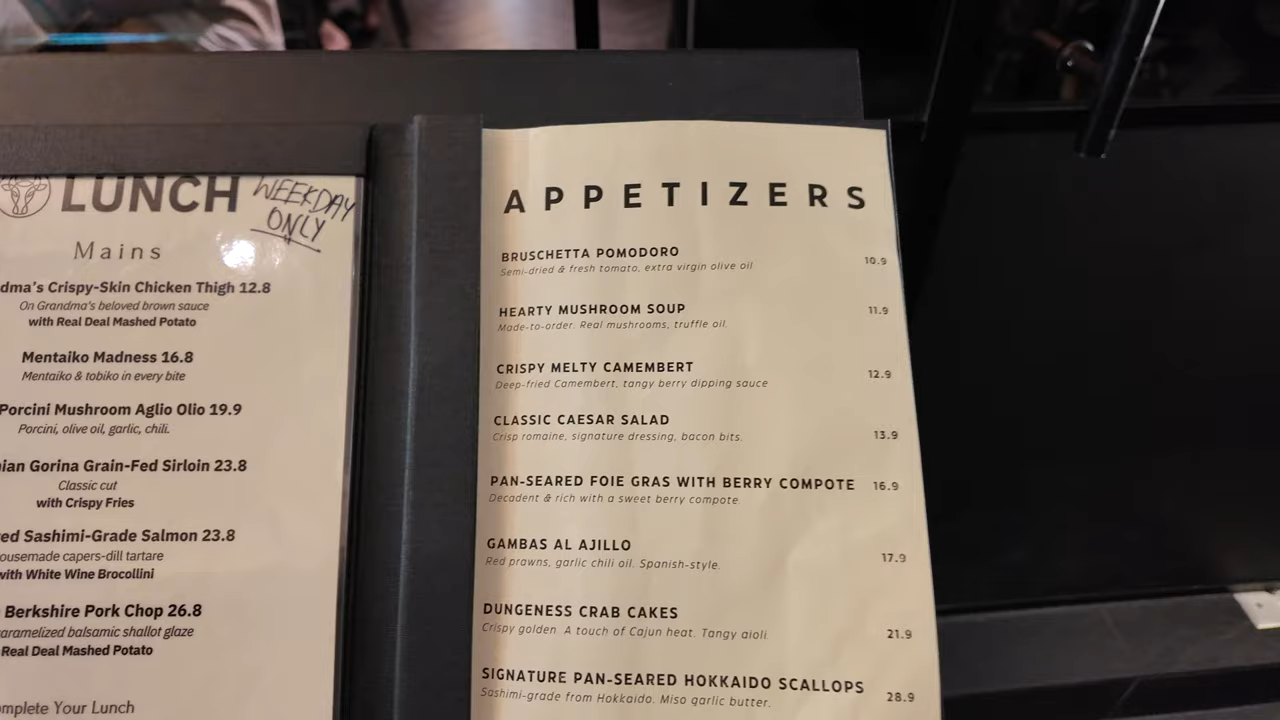 LUNCH WEEKDAY
ONLY
Mains
Crispy-Skin Chicken Thigh 12.8
On Grandma's beloved brown sauce
with Real Deal Mashed Potato
Mentaiko Madness 16.8
Mentaiko & tobiko in every bite
Porcini Mushroom Aglio Olio 19.9
Porcini, olive oil, garlic, chili.
Gorina Grain-Fed Sirloin 23.8
Classic cut
with Crispy Fries
Sashimi-Grade Salmon 23.8
capers-dill tartare
with White Wine Brocollini
Berkshire Pork Chop 26.8
caramelized balsamic shallot glaze
Real Deal Mashed Potato
Your Lunch
APPETIZERS
BRUSCHETTA POMODORO 10.9
Semi-dried & fresh tomato, extra virgin olive oil
HEARTY MUSHROOM SOUP 11.9
Made-to-order. Real mushrooms, truffle oil.
CRISPY MELTY CAMEMBERT 12.9
Deep-fried Camembert, tangy berry dipping sauce
CLASSIC CAESAR SALAD 13.9
Crisp romaine, signature dressing, bacon bits.
PAN-SEARED FOIE GRAS WITH BERRY COMPOTE 16.9
Decadent & rich with a sweet berry compote.
GAMBAS AL AJILLO 17.9
Red prawns, garlic chili oil. Spanish-style.
DUNGENESS CRAB CAKES 21.9
Crispy golden. A touch of Cajun heat. Tangy aioli.
SIGNATURE PAN-SEARED HOKKAIDO SCALLOPS 28.9
Sashimi-grade from Hokkaido. Miso garlic butter.